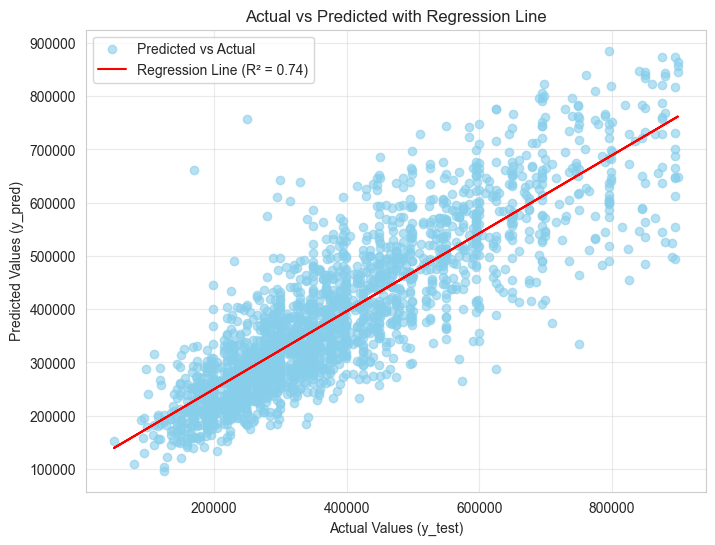 Actual vs Predicted with Regression Line
Predicted vs Actual
Regression Line (R² = 0.74)
900000
800000
700000
600000
500000
400000
300000
200000
100000
Predicted Values (y_pred)
200000 400000 600000 800000
Actual Values (y_test)